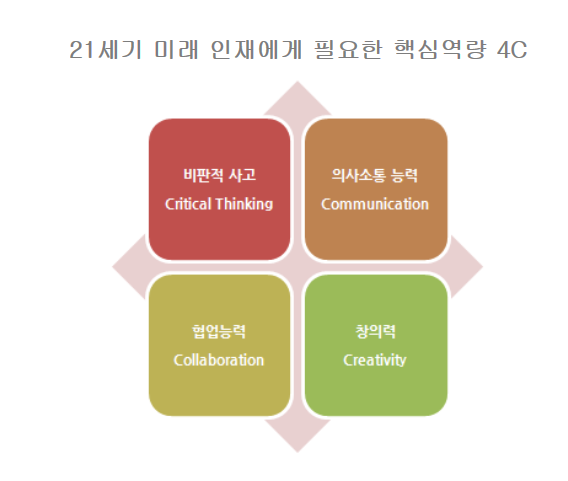 21세기 미래 인재에게 필요한 핵심역량 4C
비판적 사고
Critical Thinking
의사소통 능력
Communication
협업능력
Collaboration
창의력
Creativity